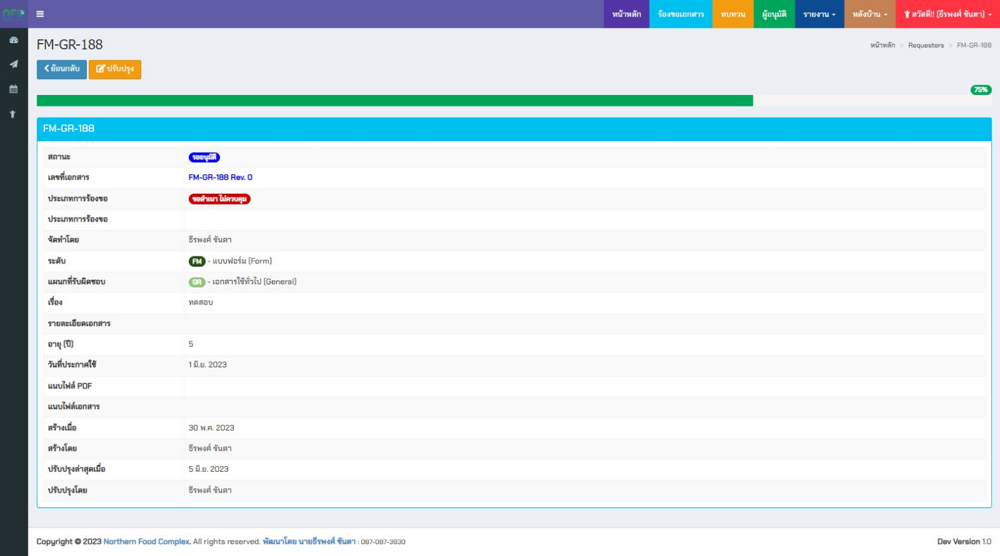 NFC
หน้าหลัก ร้องขอเอกสาร ทบทวน ผู้อนุมัติ รายงาน หลังบ้าน สวัสดี!! (ธีรพงศ์ ขันตา)
FM-GR-188
หน้าหลัก > Requesters > FM-GR-188
ย้อนกลับ ปรับปรุง
75%
FM-GR-188
สถานะ รออนุมัติ
เลขที่เอกสาร FM-GR-188 Rev. 0
ประเภทการร้องขอ ขอสำเนา ไม่ควบคุม
ประเภทการร้องขอ
จัดทำโดย ธีรพงศ์ ขันตา
ระดับ FM - แบบฟอร์ม (Form)
แผนกที่รับผิดชอบ GR - เอกสารใช้ทั่วไป (General)
เรื่อง ทดสอบ
รายละเอียดเอกสาร
อายุ (ปี) 5
วันที่ประกาศใช้ 1 มิ.ย. 2023
แนบไฟล์ PDF
แนบไฟล์เอกสาร
สร้างเมื่อ 30 พ.ค. 2023
สร้างโดย ธีรพงศ์ ขันตา
ปรับปรุงล่าสุดเมื่อ 5 มิ.ย. 2023
ปรับปรุงโดย ธีรพงศ์ ขันตา
Copyright © 2023 Northern Food Complex. All rights reserved. พัฒนาโดย นายธีรพงศ์ ขันตา : 087-087-3830 Dev Version 1.0